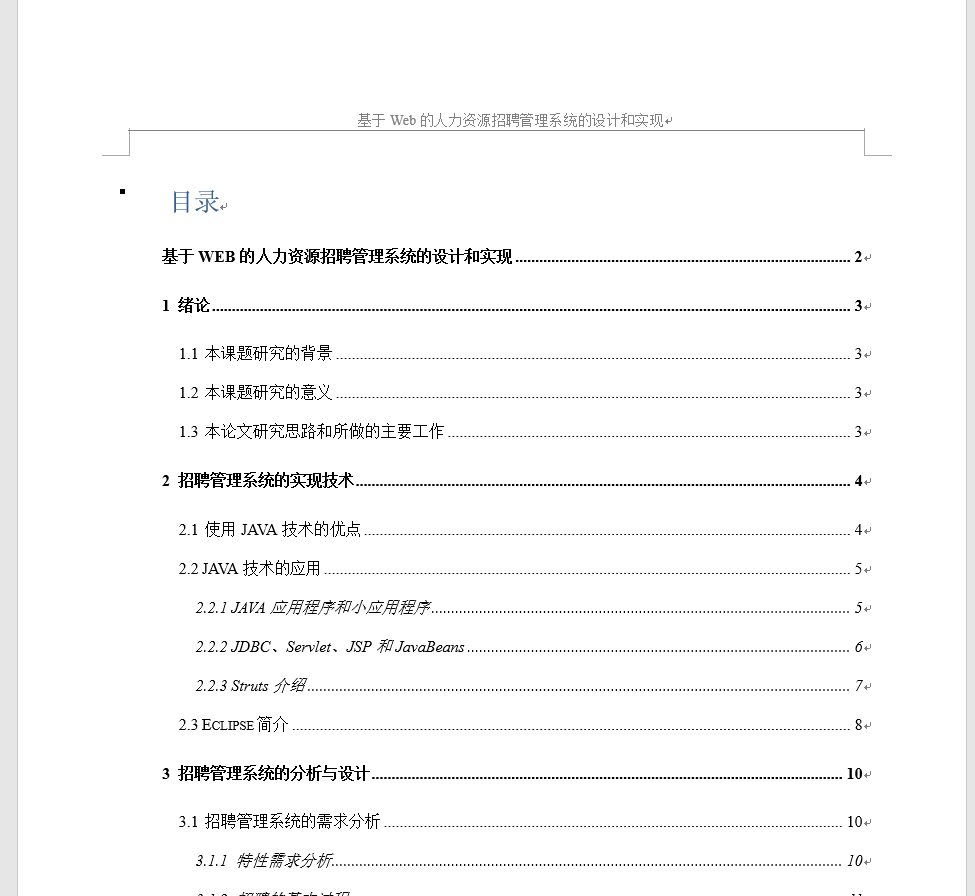 基于 Web 的人力资源招聘管理系统的设计和实现
目录
基于 WEB 的人力资源招聘管理系统的设计和实现 2
1 绪论 3
1.1 本课题研究的背景 3
1.2 本课题研究的意义 3
1.3 本论文研究思路和所做的主要工作 3
2 招聘管理系统的实现技术 4
2.1 使用 JAVA 技术的优点 4
2.2 JAVA 技术的应用 5
2.2.1 JAVA 应用程序和小应用程序 5
2.2.2 JDBC、Servlet、JSP 和 JavaBeans 6
2.2.3 Struts 介绍 7
2.3 ECLIPSE 简介 8
3 招聘管理系统的分析与设计 10
3.1 招聘管理系统的需求分析 10
3.1.1 特性需求分析 10